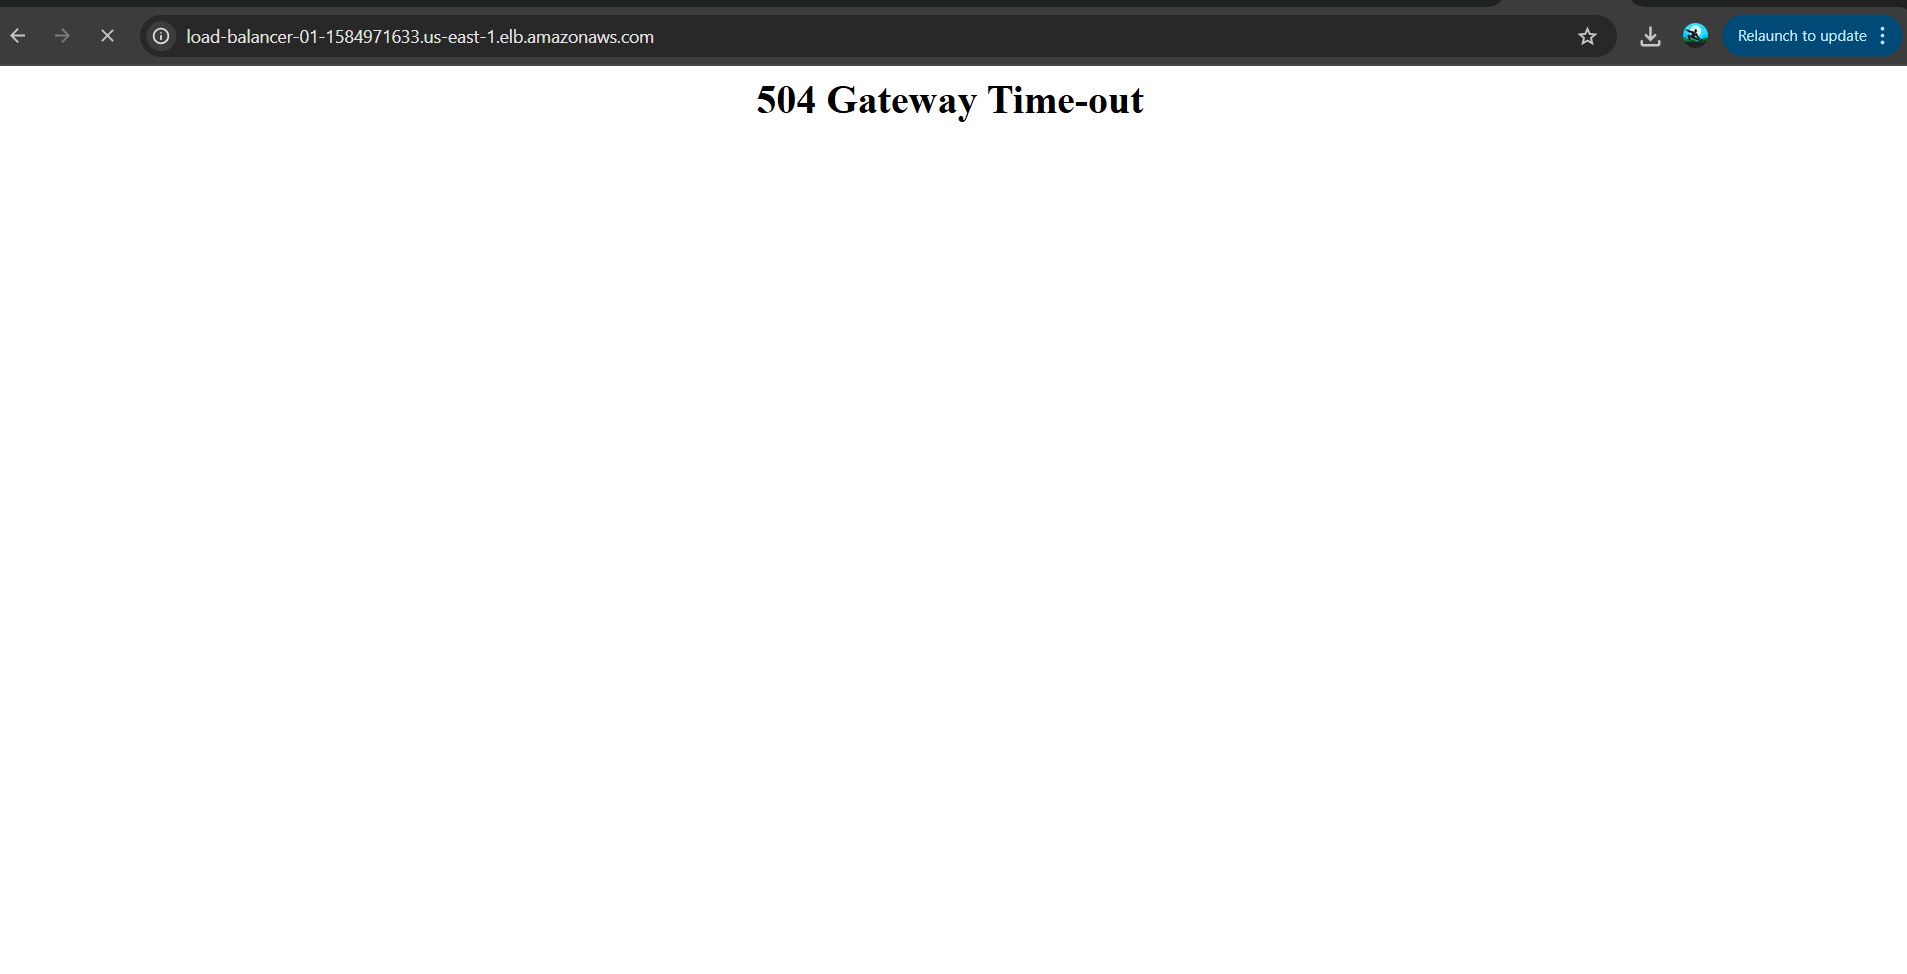 load-balancer-01-1584971633.us-east-1.elb.amazonaws.com
Relaunch to update
504 Gateway Time-out